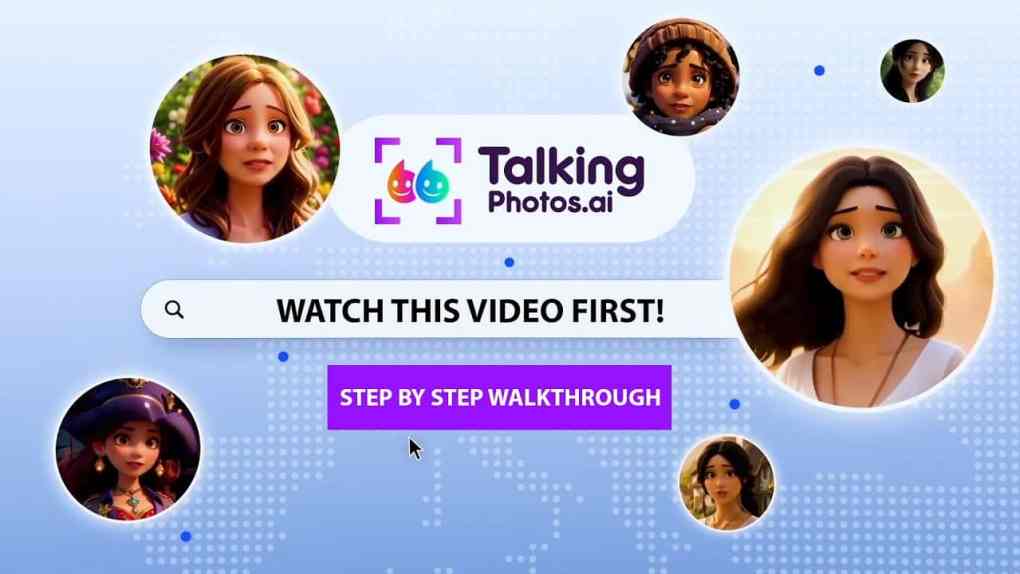 Talking
Photos.ai
WATCH THIS VIDEO FIRST!
STEP BY STEP WALKTHROUGH